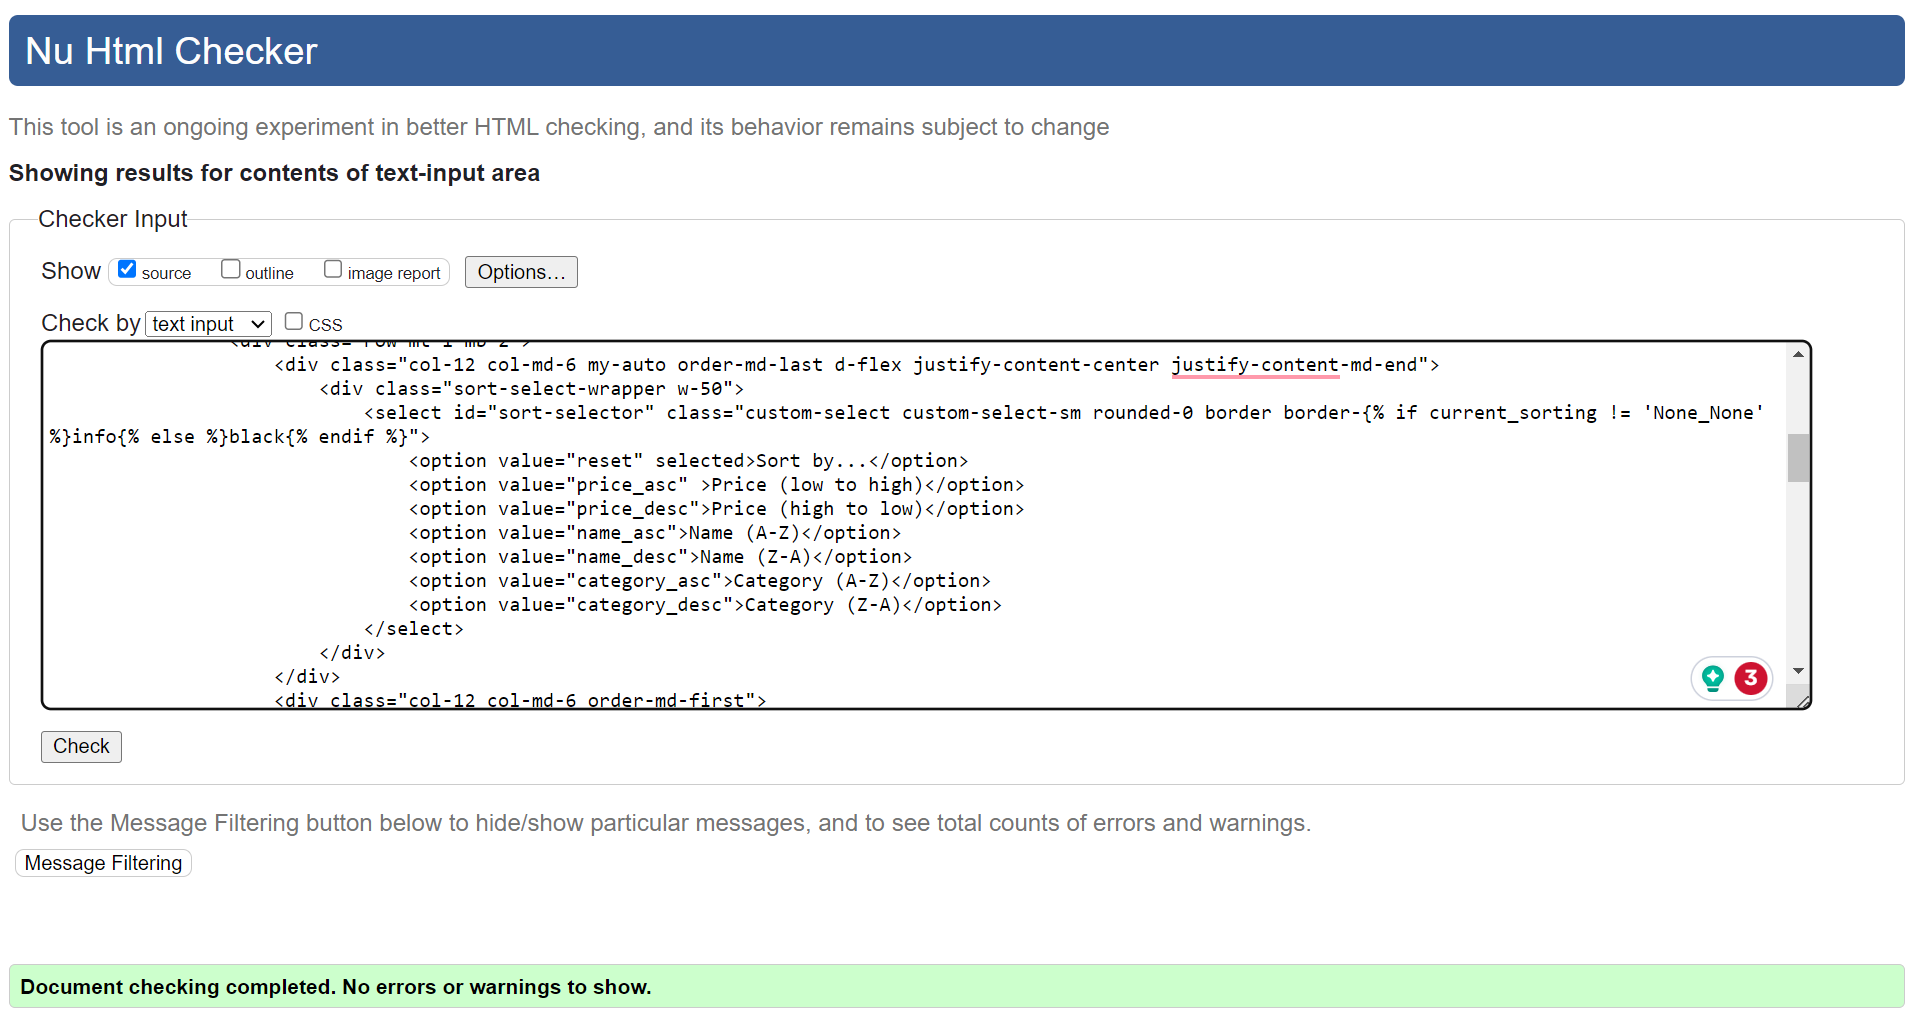 Nu Html Checker
This tool is an ongoing experiment in better HTML checking, and its behavior remains subject to change
Showing results for contents of text-input area
Checker Input
Show source outline image report Options...
Check by text input CSS
<div class="row mt-1 mb-2">
<div class="col-12 col-md-6 my-auto order-md-last d-flex justify-content-center justify-content-md-end">
<div class="sort-select-wrapper w-50">
<select id="sort-selector" class="custom-select custom-select-sm rounded-0 border border-{% if current_sorting != 'None_None'
%}info{% else %}black{% endif %}">
<option value="reset" selected>Sort by...</option>
<option value="price_asc" >Price (low to high)</option>
<option value="price_desc">Price (high to low)</option>
<option value="name_asc">Name (A-Z)</option>
<option value="name_desc">Name (Z-A)</option>
<option value="category_asc">Category (A-Z)</option>
<option value="category_desc">Category (Z-A)</option>
</select>
</div>
</div>
<div class="col-12 col-md-6 order-md-first">
3
Check
Use the Message Filtering button below to hide/show particular messages, and to see total counts of errors and warnings.
Message Filtering
Document checking completed. No errors or warnings to show.